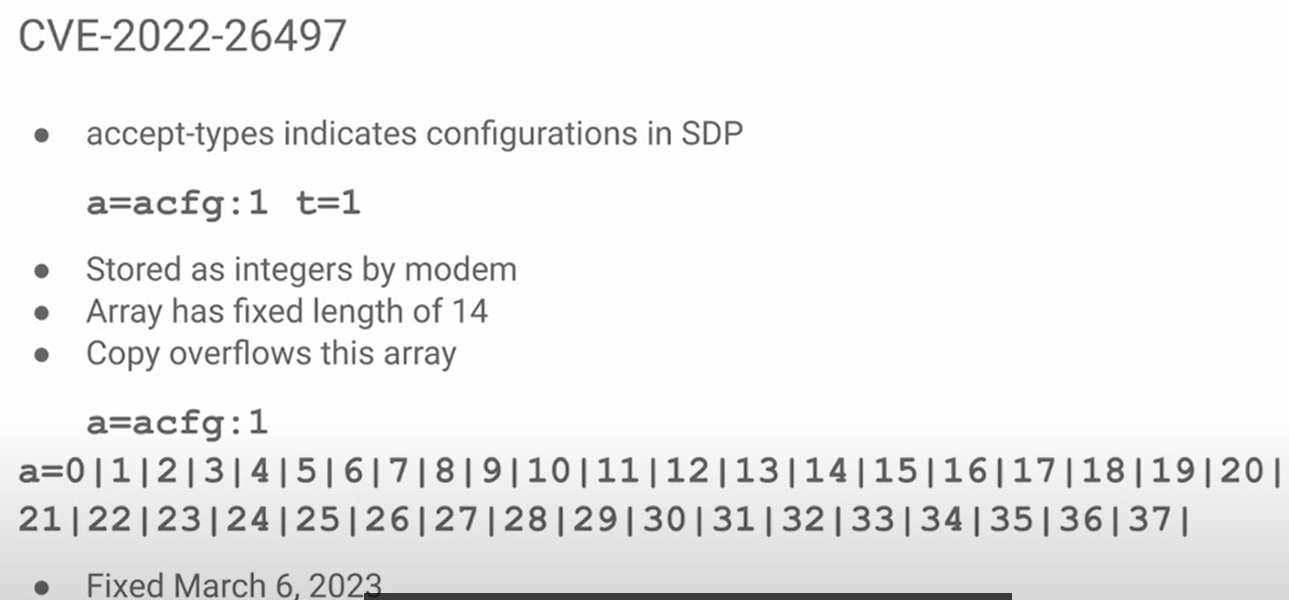 CVE-2022-26497
● accept-types indicates configurations in SDP
a=acfg:1 t=1
● Stored as integers by modem
● Array has fixed length of 14
● Copy overflows this array
a=acfg:1
a=0|1|2|3|4|5|6|7|8|9|10|11|12|13|14|15|16|17|18|19|20|
21|22|23|24|25|26|27|28|29|30|31|32|33|34|35|36|37|
● Fixed March 6, 2023